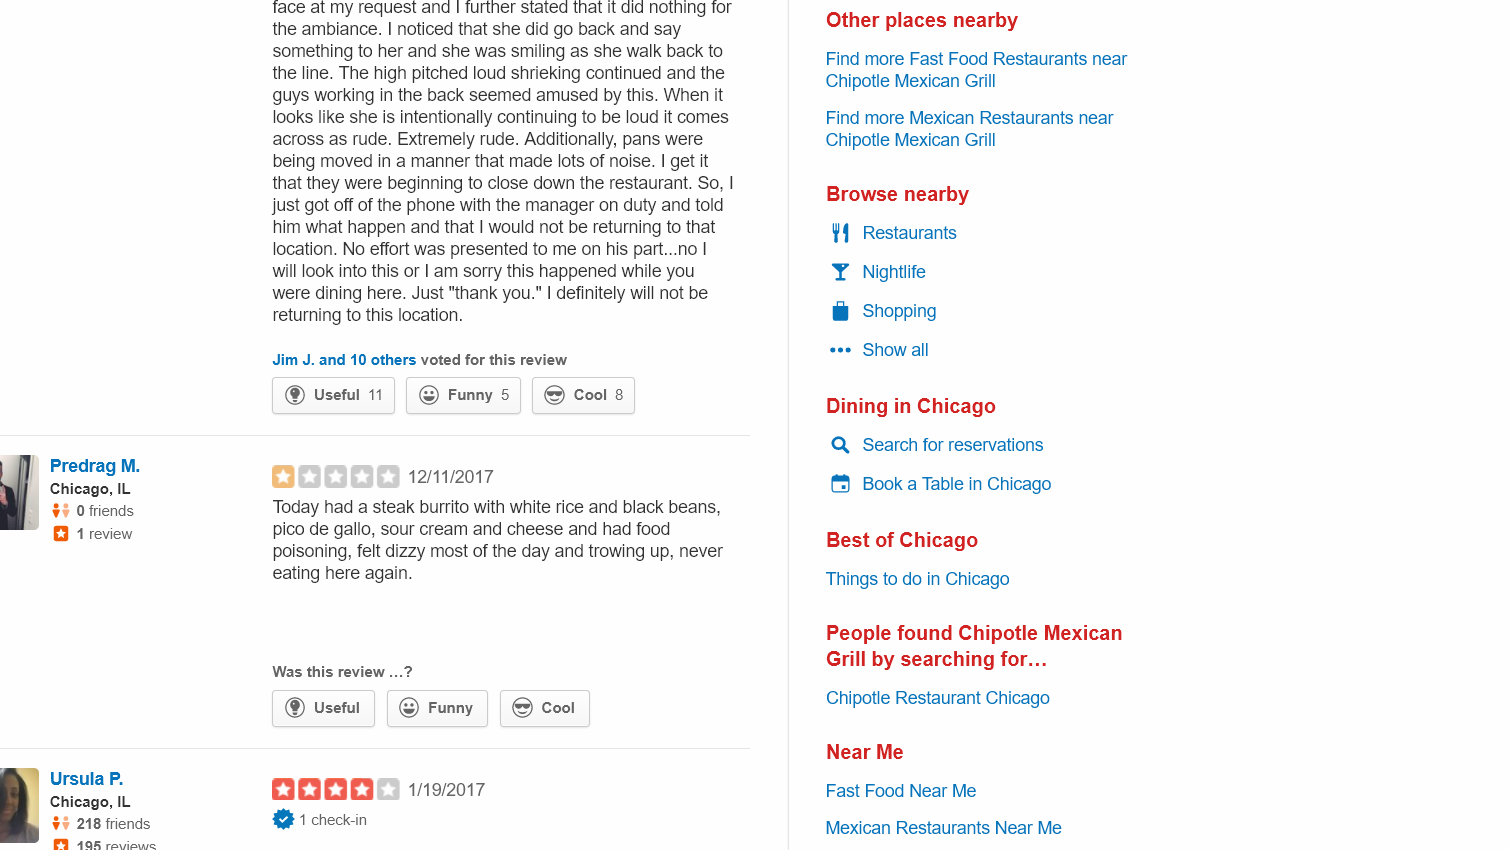 face at my request and I further stated that it did nothing for
the ambiance. I noticed that she did go back and say
something to her and she was smiling as she walk back to
the line. The high pitched loud shrieking continued and the
guys working in the back seemed amused by this. When it
looks like she is intentionally continuing to be loud it comes
across as rude. Extremely rude. Additionally, pans were
being moved in a manner that made lots of noise. I get it
that they were beginning to close down the restaurant. So, I
just got off of the phone with the manager on duty and told
him what happen and that I would not be returning to that
location. No effort was presented to me on his part...no I
will look into this or I am sorry this happened while you
were dining here. Just "thank you." I definitely will not be
returning to this location.
Jim J. and 10 others voted for this review
Useful 11 Funny 5 Cool 8
Predrag M.
Chicago, IL
0 friends
1 review
12/11/2017
Today had a steak burrito with white rice and black beans,
pico de gallo, sour cream and cheese and had food
poisoning, felt dizzy most of the day and trowing up, never
eating here again.
Was this review …?
Useful Funny Cool
Ursula P.
Chicago, IL
218 friends
195 reviews
1/19/2017
1 check-in
Other places nearby
Find more Fast Food Restaurants near
Chipotle Mexican Grill
Find more Mexican Restaurants near
Chipotle Mexican Grill
Browse nearby
Restaurants
Nightlife
Shopping
Show all
Dining in Chicago
Search for reservations
Book a Table in Chicago
Best of Chicago
Things to do in Chicago
People found Chipotle Mexican
Grill by searching for…
Chipotle Restaurant Chicago
Near Me
Fast Food Near Me
Mexican Restaurants Near Me